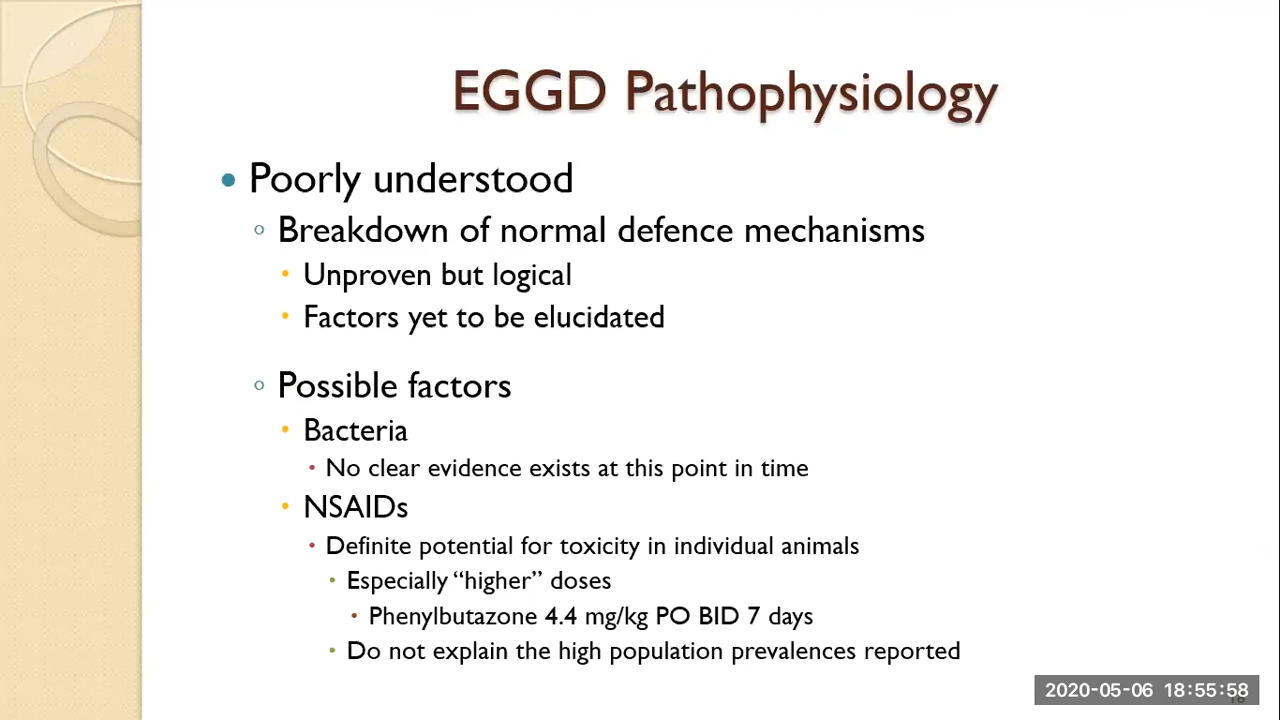 EGGD Pathophysiology
Poorly understood
Breakdown of normal defence mechanisms
Unproven but logical
Factors yet to be elucidated
Possible factors
Bacteria
No clear evidence exists at this point in time
NSAIDs
Definite potential for toxicity in individual animals
Especially “higher” doses
Phenylbutazone 4.4 mg/kg PO BID 7 days
Do not explain the high population prevalences reported
2020-05-06 18:55:58